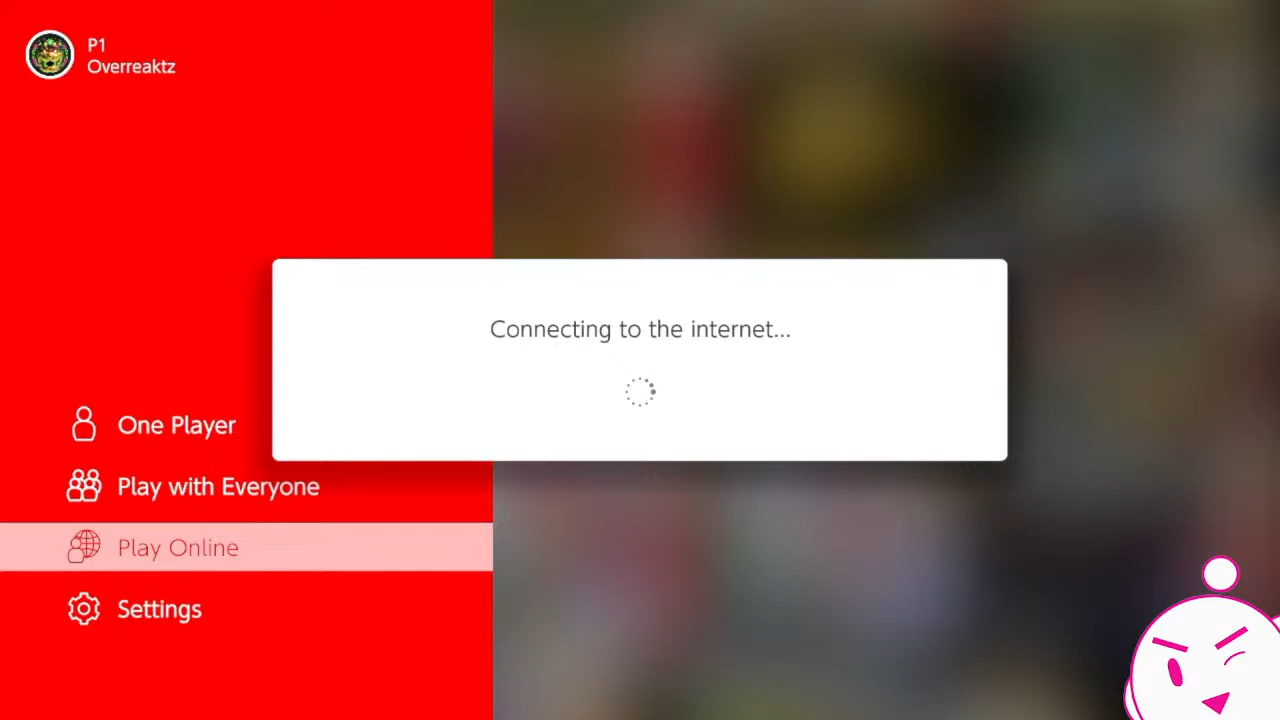 P1
Overreaktz
Connecting to the internet...
One Player
Play with Everyone
Play Online
Settings